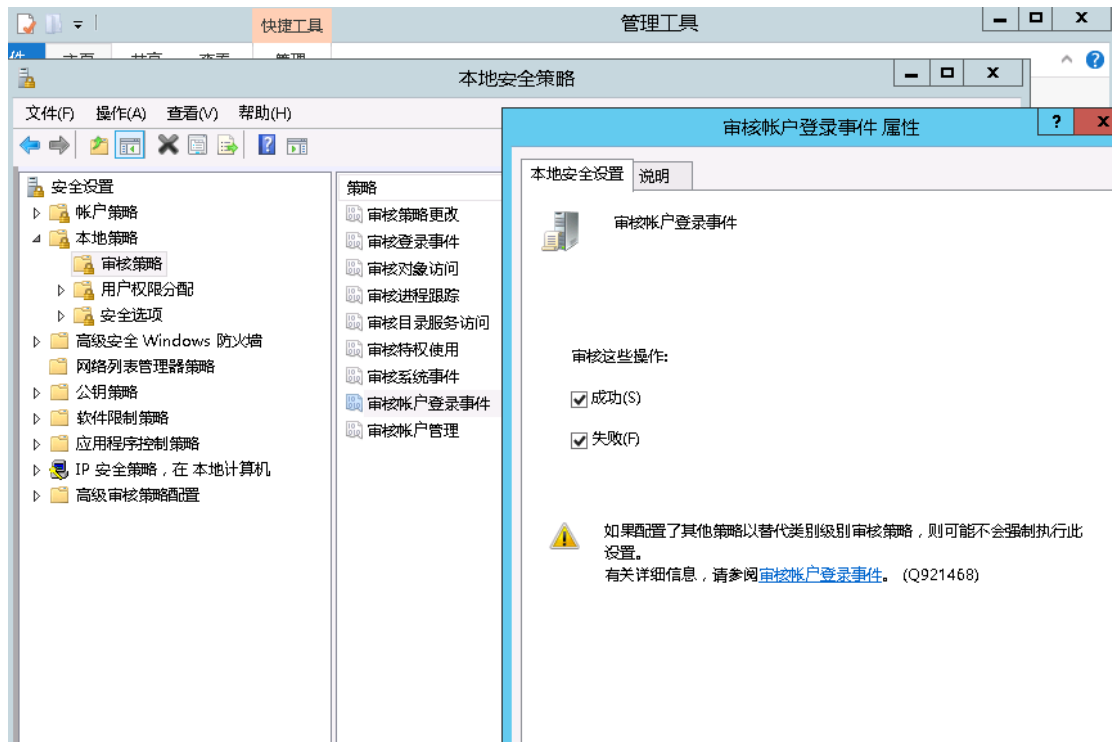 快捷工具
管理工具
管理
本地安全策略
文件(F) 操作(A) 查看(V) 帮助(H)
审核帐户登录事件 属性
本地安全设置 说明
安全设置
帐户策略
本地策略
审核策略
用户权限分配
安全选项
高级安全 Windows 防火墙
网络列表管理器策略
公钥策略
软件限制策略
应用程序控制策略
IP 安全策略，在 本地计算机
高级审核策略配置
策略
审核策略更改
审核登录事件
审核对象访问
审核进程跟踪
审核目录服务访问
审核特权使用
审核系统事件
审核帐户登录事件
审核帐户管理
审核帐户登录事件
审核这些操作:
成功(S)
失败(F)
如果配置了其他策略以替代类别级别审核策略，则可能不会强制执行此
设置。
有关详细信息，请参阅审核帐户登录事件。 (Q921468)